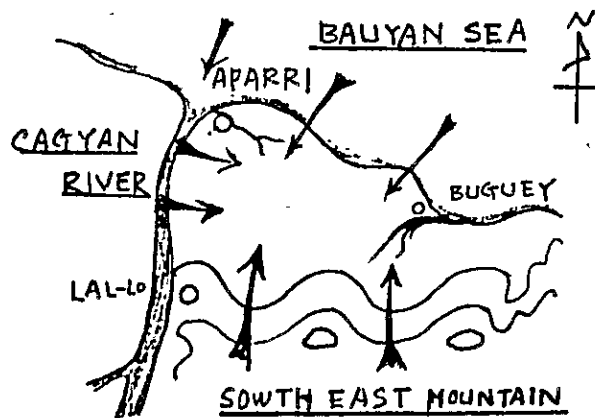 BAUYAN SEA
N
APARRI
CAGYAN
RIVER
BUGUEY
LAL-LO
SOWTH EAST MOUNTAIN